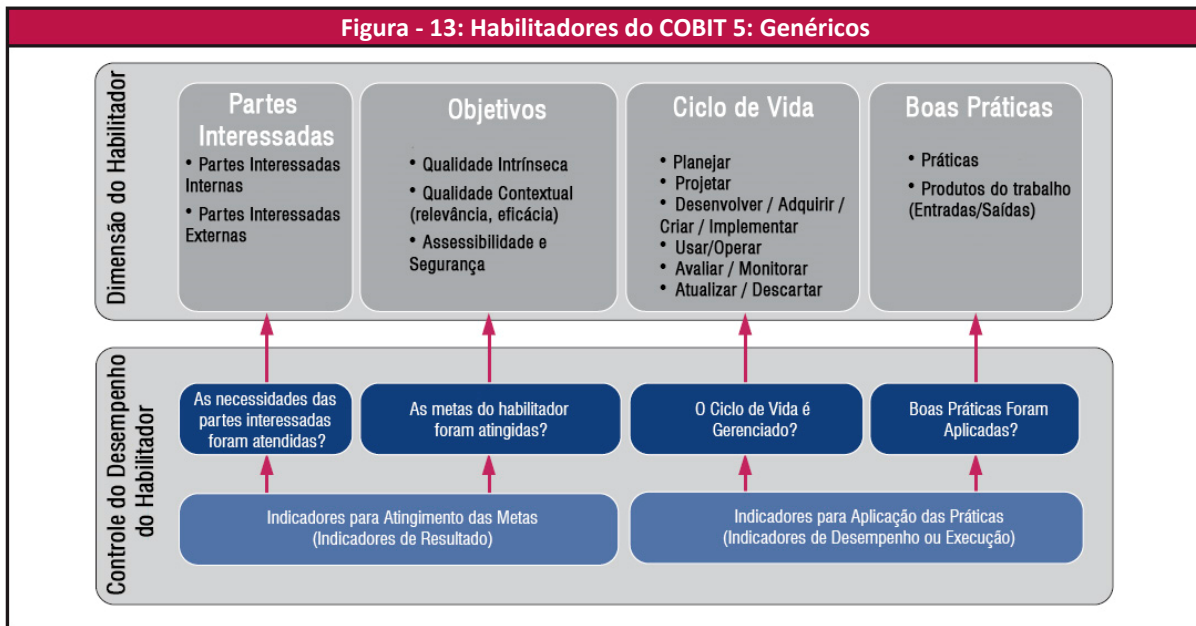 Figura - 13: Habilitadores do COBIT 5: Genéricos
Dimensão do Habilitador
Partes
Interessadas
• Partes Interessadas
Internas
• Partes Interessadas
Externas
Objetivos
• Qualidade Intrínseca
• Qualidade Contextual
(relevância, eficácia)
• Assessibilidade e
Segurança
Ciclo de Vida
• Planejar
• Projetar
• Desenvolver / Adquirir /
Criar / Implementar
• Usar/Operar
• Avaliar / Monitorar
• Atualizar / Descartar
Boas Práticas
• Práticas
• Produtos do trabalho
(Entradas/Saídas)
Controle do Desempenho
do Habilitador
As necessidades das
partes interessadas
foram atendidas?
As metas do habilitador
foram atingidas?
O Ciclo de Vida é
Gerenciado?
Boas Práticas Foram
Aplicadas?
Indicadores para Atingimento das Metas
(Indicadores de Resultado)
Indicadores para Aplicação das Práticas
(Indicadores de Desempenho ou Execução)